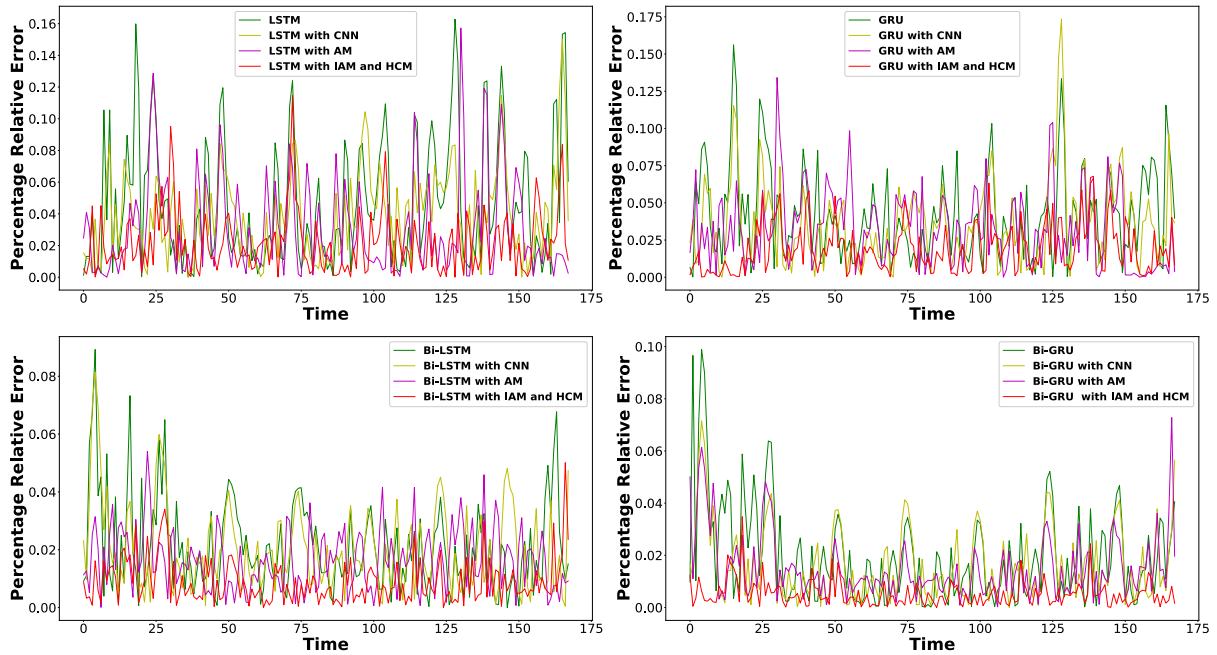 Percentage Relative Error
0.16
0.14
0.12
0.10
0.08
0.06
0.04
0.02
0.00
LSTM
LSTM with CNN
LSTM with AM
LSTM with IAM and HCM
0 25 50 75 100 125 150 175
Time
Percentage Relative Error
0.175
0.150
0.125
0.100
0.075
0.050
0.025
0.000
GRU
GRU with CNN
GRU with AM
GRU with IAM and HCM
0 25 50 75 100 125 150 175
Time
Percentage Relative Error
0.08
0.06
0.04
0.02
0.00
Bi-LSTM
Bi-LSTM with CNN
Bi-LSTM with AM
Bi-LSTM with IAM and HCM
0 25 50 75 100 125 150 175
Time
Percentage Relative Error
0.10
0.08
0.06
0.04
0.02
0.00
Bi-GRU
Bi-GRU with CNN
Bi-GRU with AM
Bi-GRU with IAM and HCM
0 25 50 75 100 125 150 175
Time